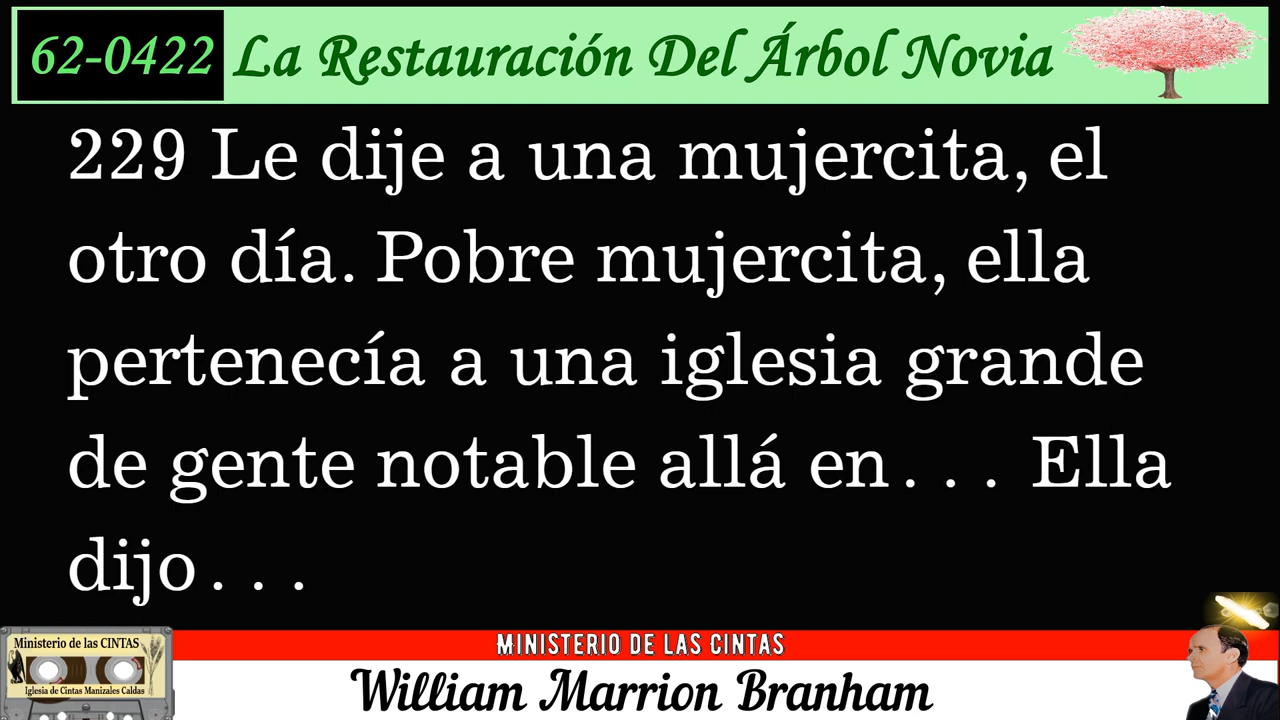 62-0422 La Restauración Del Árbol Novia
229 Le dije a una mujercita, el
otro día. Pobre mujercita, ella
pertenecía a una iglesia grande
de gente notable allá en. . . Ella
dijo. . .
Ministerio de las CINTAS
Iglesia de Cintas Manizales Caldas
MINISTERIO DE LAS CINTAS
William Marrion Branham